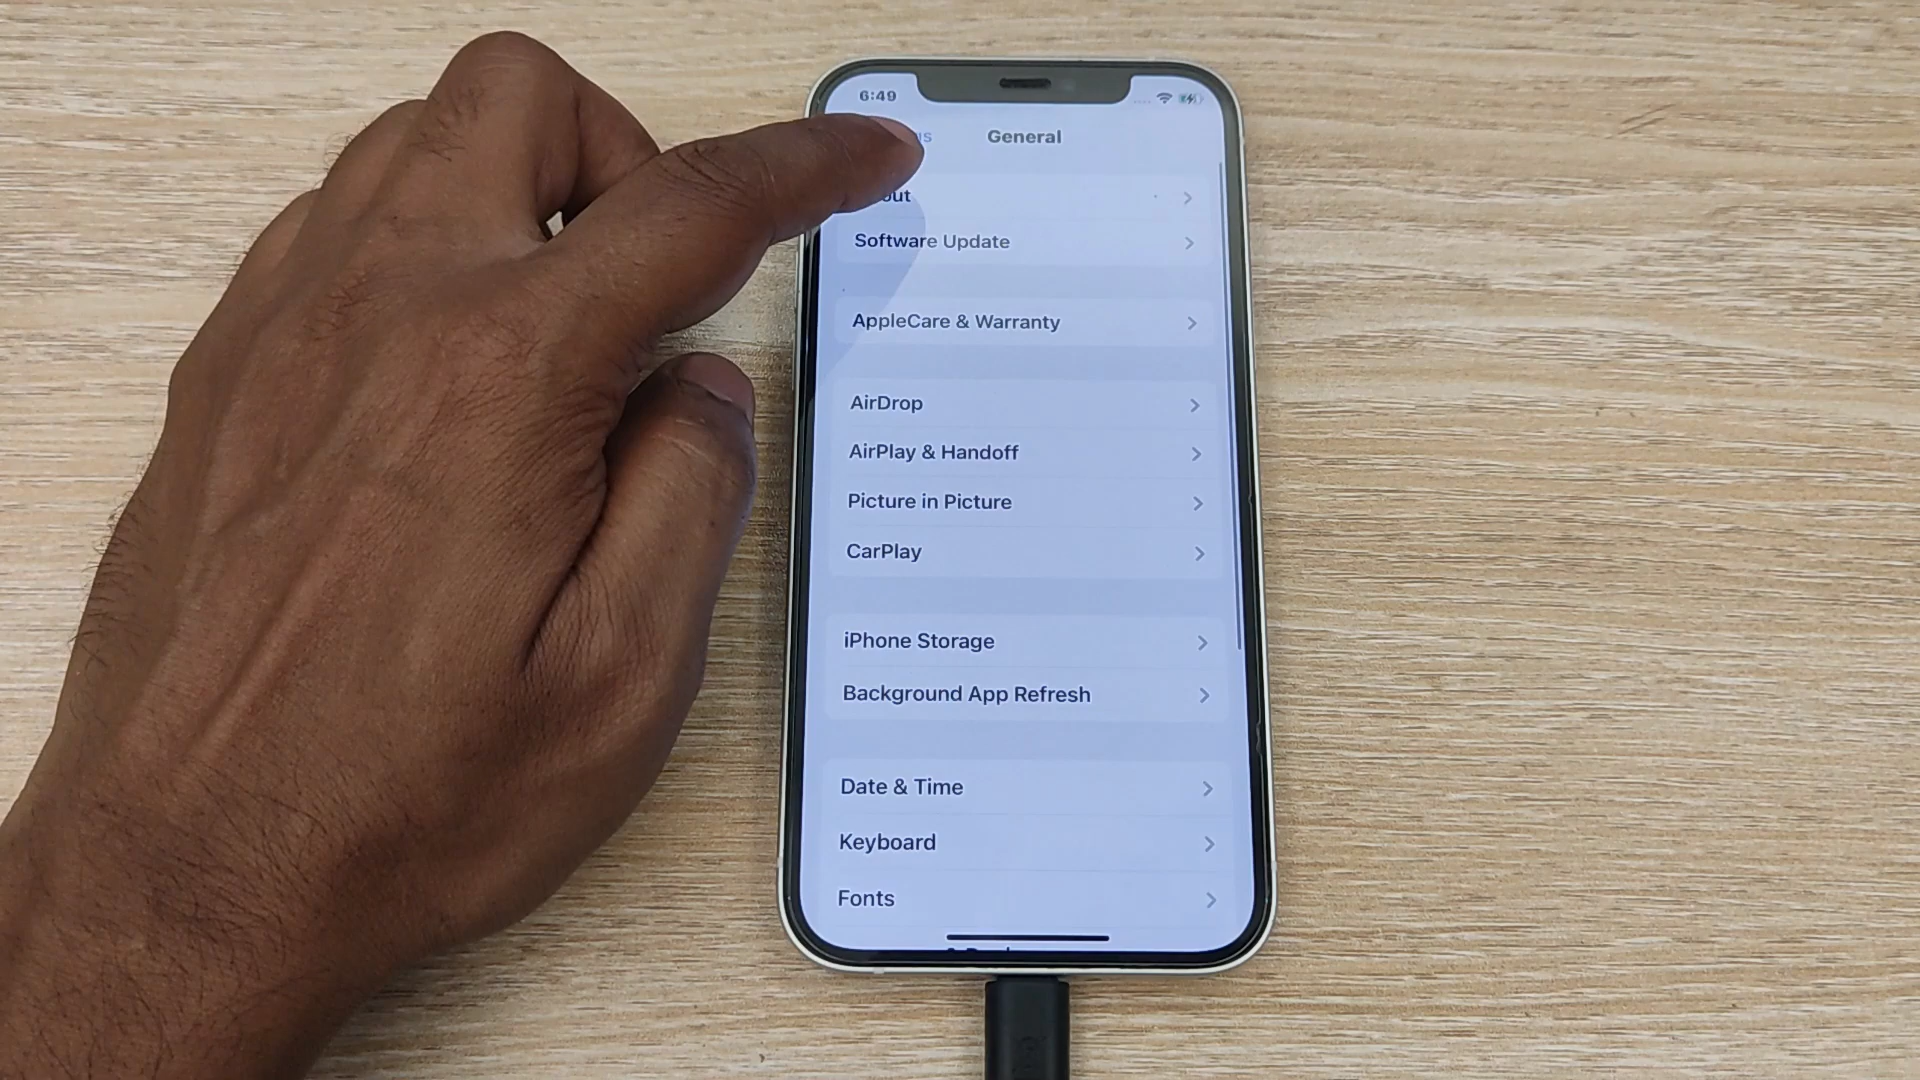 6:49
General
Software Update
AppleCare & Warranty
AirDrop
AirPlay & Handoff
Picture in Picture
CarPlay
iPhone Storage
Background App Refresh
Date & Time
Keyboard
Fonts